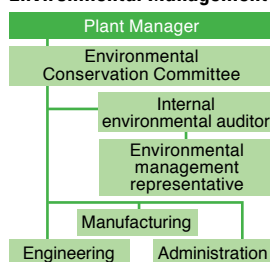 Environmental Management
Plant Manager
Environmental
Conservation Committee
Internal
environmental auditor
Environmental
management
representative
Manufacturing
Engineering
Administration